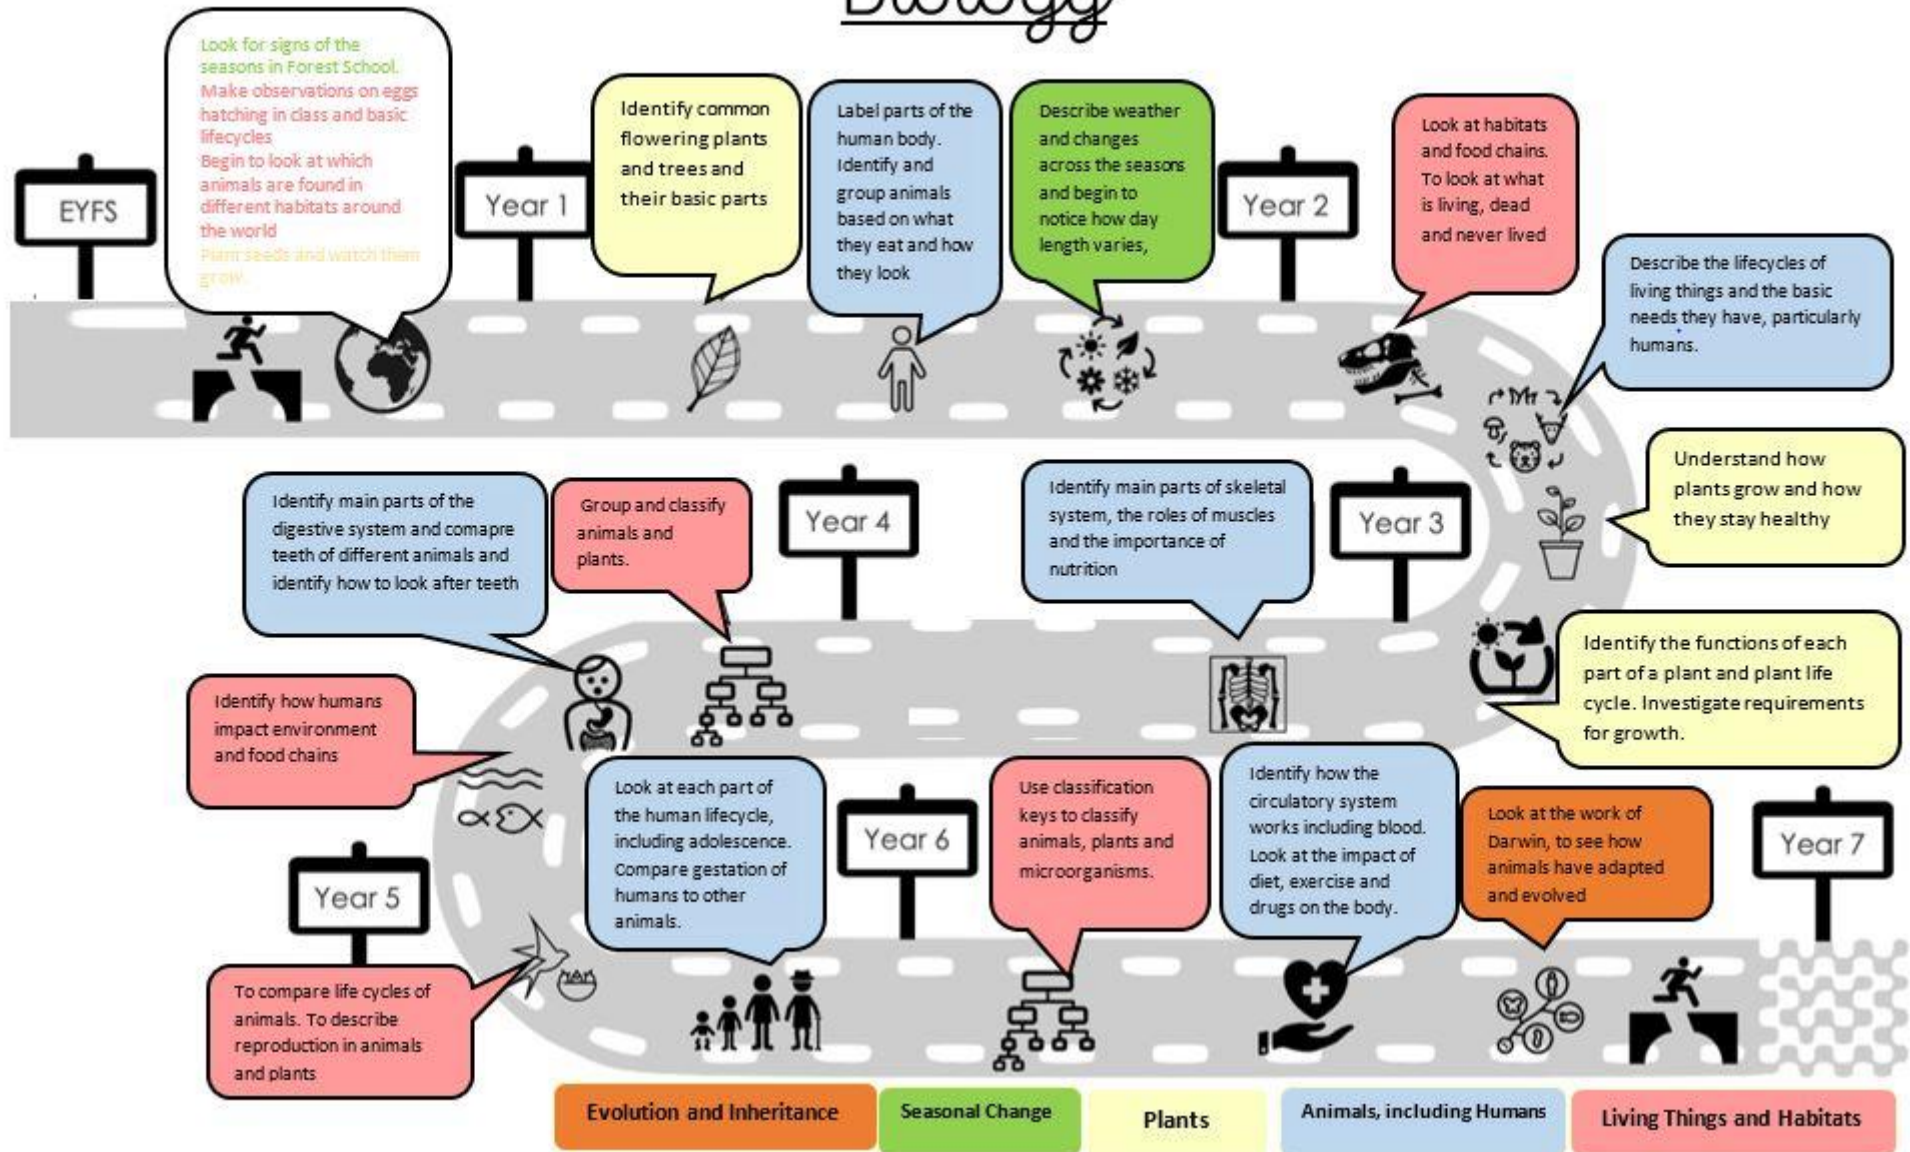 Biology
EYFS
Look for signs of the
seasons in Forest School.
Make observations on eggs
hatching in class and basic
lifecycles
Begin to look at which
animals are found in
different habitats around
the world
Plant seeds and watch them
grow.
Year 1
Identify common
flowering plants
and trees and
their basic parts
Label parts of the
human body.
Identify and
group animals
based on what
they eat and how
they look
Describe weather
and changes
across the seasons
and begin to
notice how day
length varies,
Year 2
Look at habitats
and food chains.
To look at what
is living, dead
and never lived
Describe the lifecycles of
living things and the basic
needs they have, particularly
humans.
Understand how
plants grow and how
they stay healthy
Year 3
Identify the functions of each
part of a plant and plant life
cycle. Investigate requirements
for growth.
Identify main parts of skeletal
system, the roles of muscles
and the importance of
nutrition
Year 4
Group and classify
animals and
plants.
Identify main parts of the
digestive system and comapre
teeth of different animals and
identify how to look after teeth
Identify how humans
impact environment
and food chains
Year 5
To compare life cycles of
animals. To describe
reproduction in animals
and plants
Look at each part of
the human lifecycle,
including adolescence.
Compare gestation of
humans to other
animals.
Year 6
Use classification
keys to classify
animals, plants and
microorganisms.
Identify how the
circulatory system
works including blood.
Look at the impact of
diet, exercise and
drugs on the body.
Look at the work of
Darwin, to see how
animals have adapted
and evolved
Year 7
Evolution and Inheritance
Seasonal Change
Plants
Animals, including Humans
Living Things and Habitats